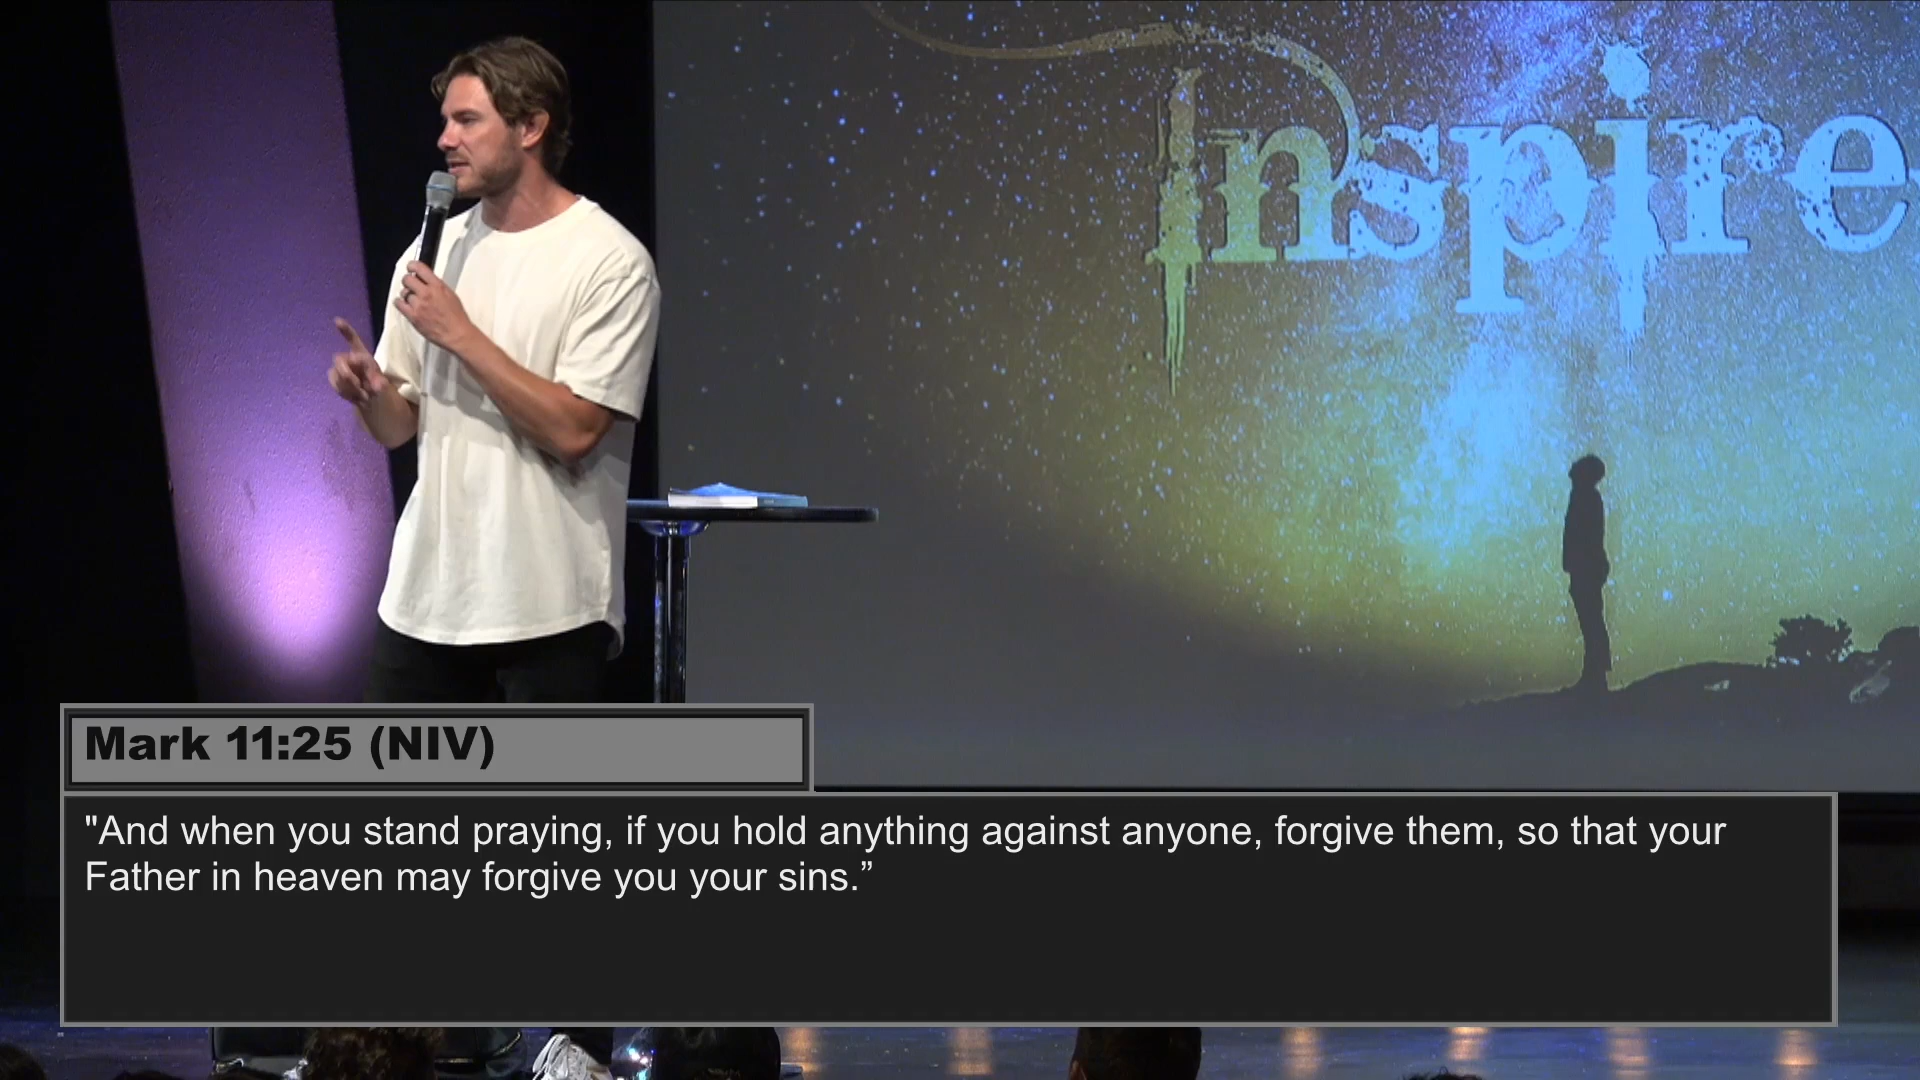 Inspire
Mark 11:25 (NIV)
"And when you stand praying, if you hold anything against anyone, forgive them, so that your
Father in heaven may forgive you your sins.”